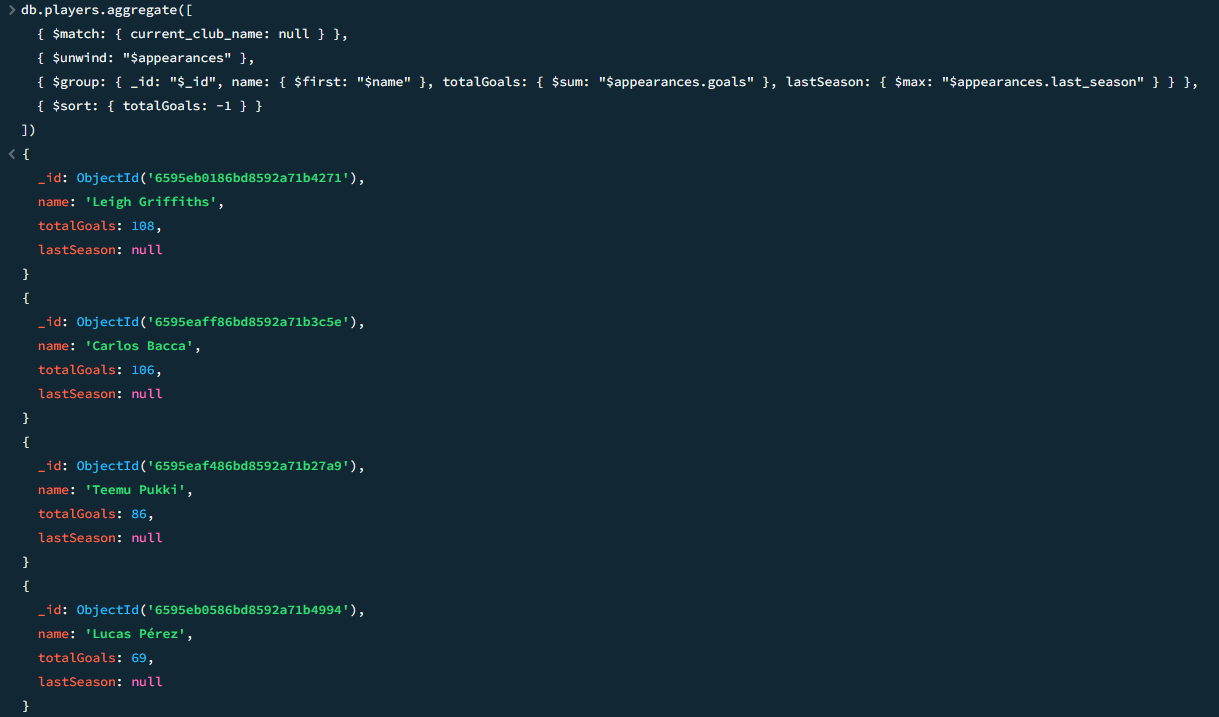 > db.players.aggregate([
  { $match: { current_club_name: null } },
  { $unwind: "$appearances" },
  { $group: { _id: "$_id", name: { $first: "$name" }, totalGoals: { $sum: "$appearances.goals" }, lastSeason: { $max: "$appearances.last_season" } } },
  { $sort: { totalGoals: -1 } }
])
< {
  _id: ObjectId('6595eb0186bd8592a71b4271'),
  name: 'Leigh Griffiths',
  totalGoals: 108,
  lastSeason: null
}
{
  _id: ObjectId('6595eaff86bd8592a71b3c5e'),
  name: 'Carlos Bacca',
  totalGoals: 106,
  lastSeason: null
}
{
  _id: ObjectId('6595eaf486bd8592a71b27a9'),
  name: 'Teemu Pukki',
  totalGoals: 86,
  lastSeason: null
}
{
  _id: ObjectId('6595eb0586bd8592a71b4994'),
  name: 'Lucas Pérez',
  totalGoals: 69,
  lastSeason: null
}